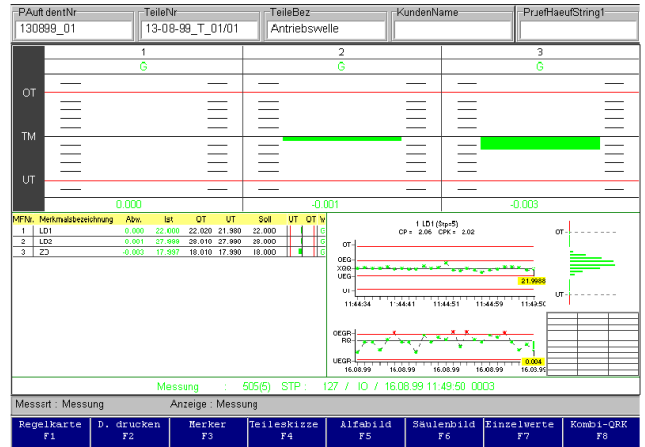 PAuft dentNr TeileNr TeileBez KundenName PruefHaeufString1
130899_01 13-08-99_T_01/01 Antriebswelle
1 2 3
G G G
OT
TM
UT
0.000 -0.001 -0.003
MFNr. Merkmalsbezeichnung Abw. Ist OT UT Soll UT OT W
1 LD1 0.000 22.000 22.020 21.980 22.000 G
2 LD2 28.010 27.990 28.000 G
3 -0.003 17.997 18.010 17.990 18.000 G
1 LD1 (Stp=5)
CP= 2.06 CPK= 2.02
OT
OEG
UEG
UT
21.9988
11:44:34 11:44:41 11:44:51 11:44:59 11:49:50
OT
UT
OEGR
UEGR
0.004
16.08.99 16.08.99 16.08.99 16.08.99 16.08.99
Messung : 505(5) STP : 127 / IO / 16.08.99 11:49:50 0003
Messart : Messung Anzeige : Messung
Regelkarte D. drucken Merker Teileskizze Alfabild Säulenbild Einzelwerte Kombi-QRK
F1 F2 F3 F4 F5 F6 F7 F8